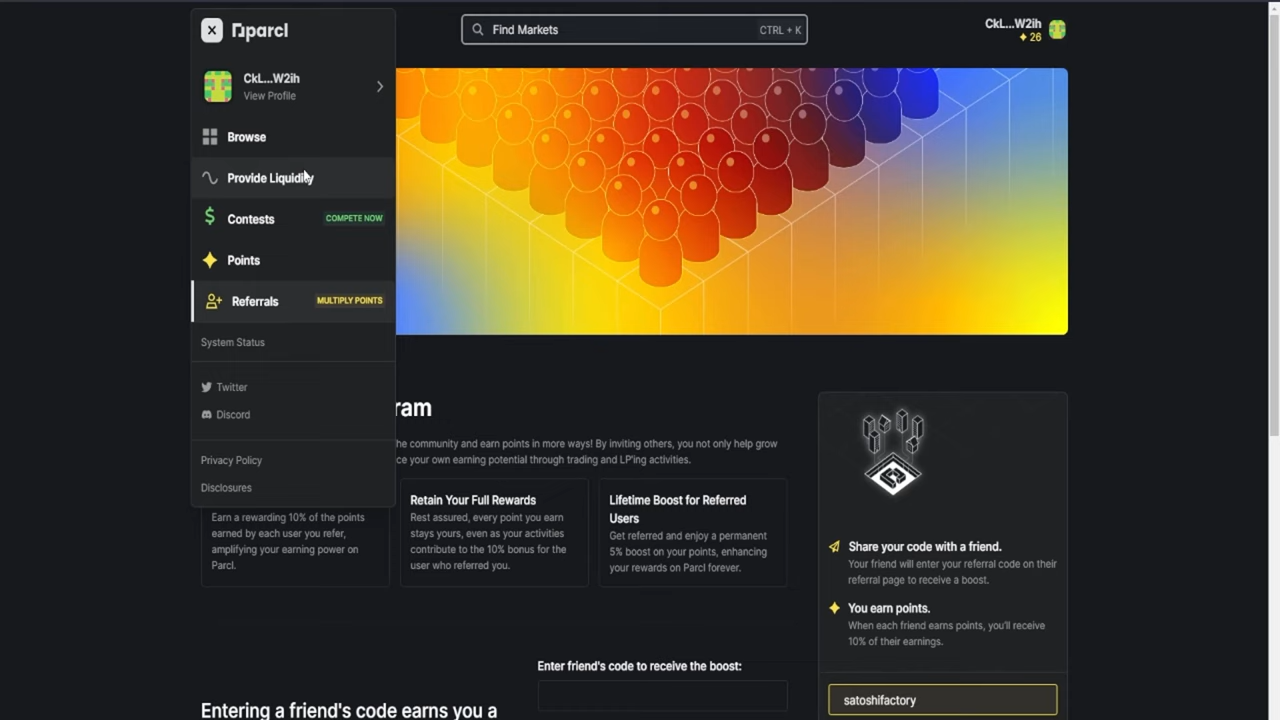 parcl
Find Markets
CTRL + K
CkL...W2ih
26
CkL...W2ih
View Profile
Browse
Provide Liquidity
Contests
COMPETE NOW
Points
Referrals
MULTIPLY POINTS
System Status
Twitter
Discord
Privacy Policy
Disclosures
ram
he community and earn points in more ways! By inviting others, you not only help grow
ce your own earning potential through trading and LP'ing activities.
Earn a rewarding 10% of the points
earned by each user you refer,
amplifying your earning power on
Parcl.
Retain Your Full Rewards
Rest assured, every point you earn
stays yours, even as your activities
contribute to the 10% bonus for the
user who referred you.
Lifetime Boost for Referred
Users
Get referred and enjoy a permanent
5% boost on your points, enhancing
your rewards on Parcl forever.
Share your code with a friend.
Your friend will enter your referral code on their
referral page to receive a boost.
You earn points.
When each friend earns points, you'll receive
10% of their earnings.
satoshifactory
Enter friend's code to receive the boost:
Entering a friend's code earns you a